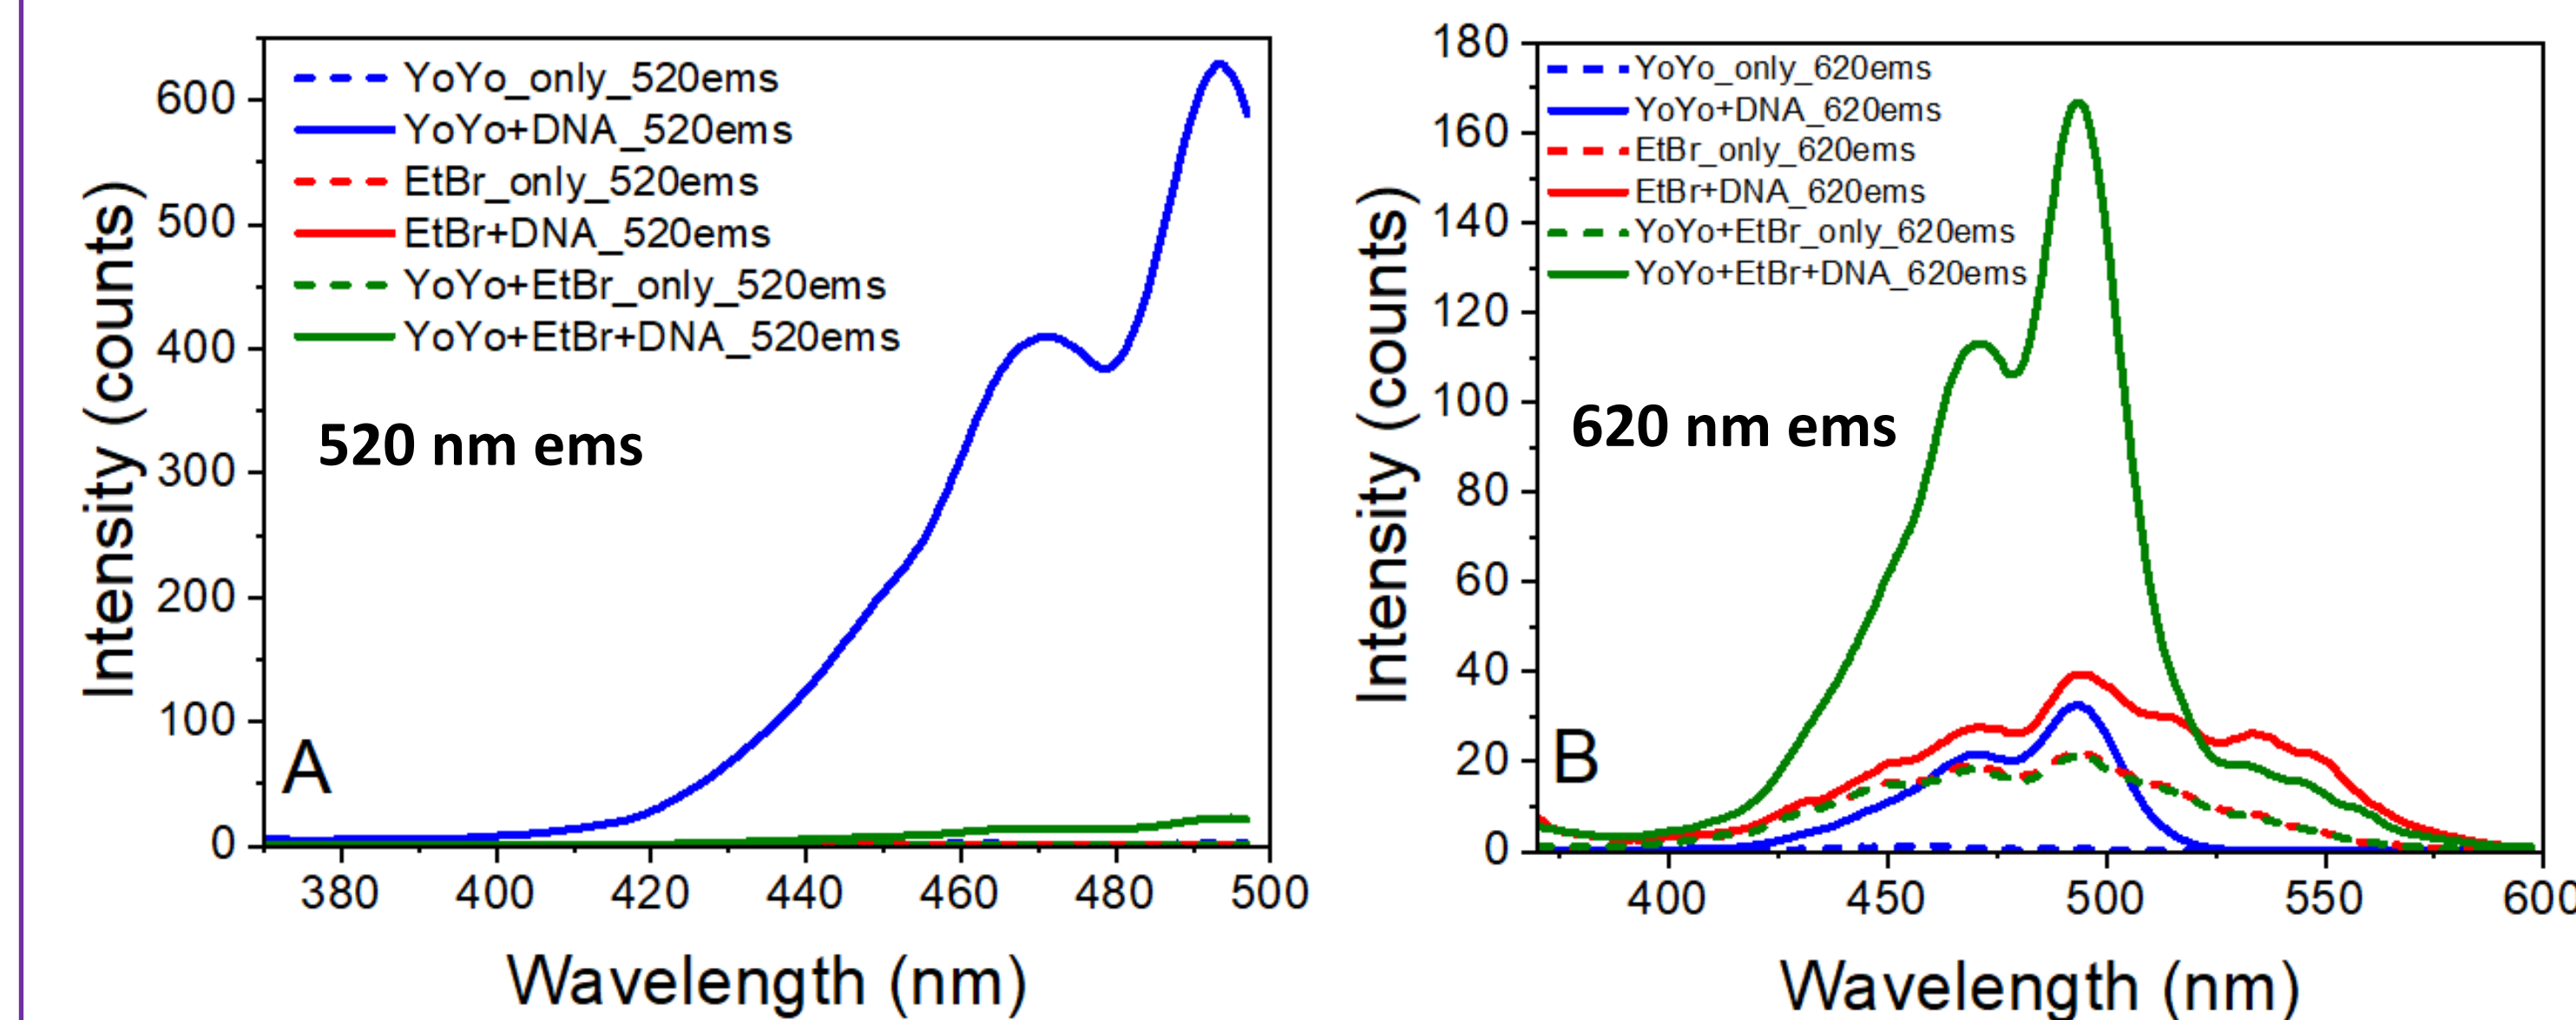 YoYo_only_520ems
YoYo+DNA_520ems
EtBr_only_520ems
EtBr+DNA_520ems
YoYo+EtBr_only_520ems
YoYo+EtBr+DNA_520ems
520 nm ems
A
Intensity (counts)
600
500
400
300
200
100
0
380 400 420 440 460 480 500
Wavelength (nm)
YoYo_only_620ems
YoYo+DNA_620ems
EtBr_only_620ems
EtBr+DNA_620ems
YoYo+EtBr_only_620ems
YoYo+EtBr+DNA_620ems
620 nm ems
B
Intensity (counts)
180
160
140
120
100
80
60
40
20
0
400 450 500 550 600
Wavelength (nm)